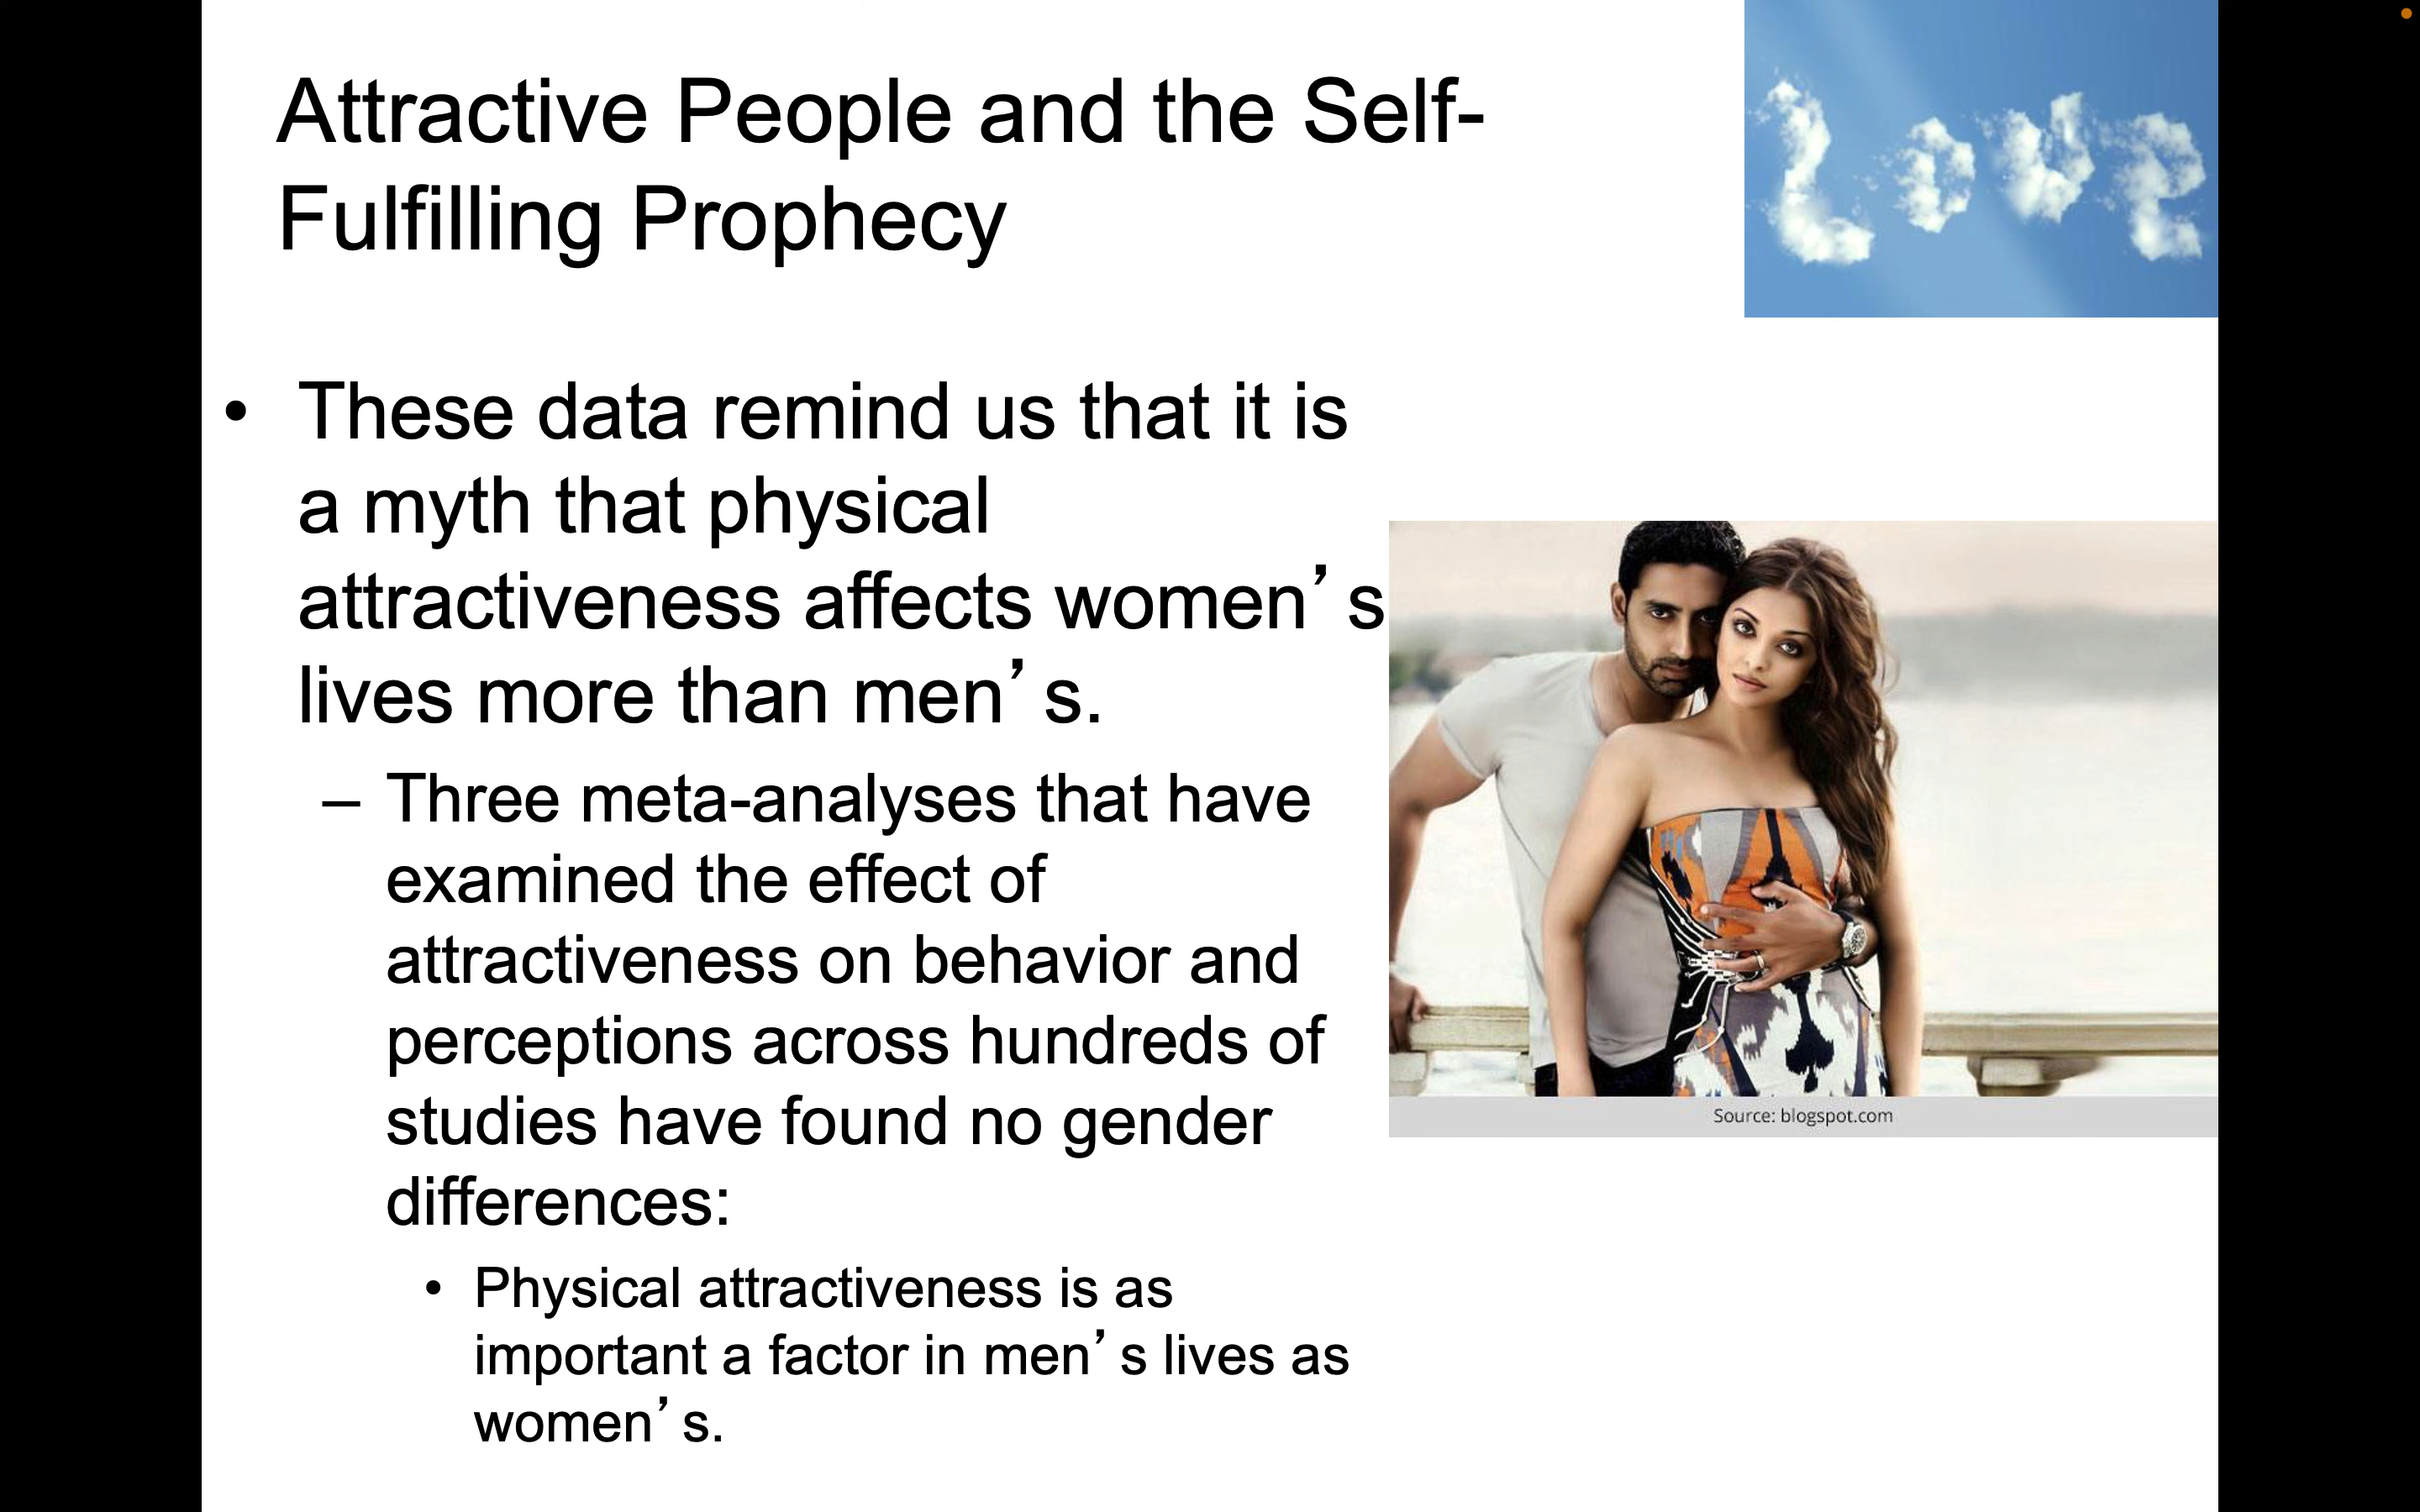 Attractive People and the Self-
Fulfilling Prophecy
Love
• These data remind us that it is
a myth that physical
attractiveness affects women’s
lives more than men’s.
– Three meta-analyses that have
examined the effect of
attractiveness on behavior and
perceptions across hundreds of
studies have found no gender
differences:
• Physical attractiveness is as
important a factor in men’s lives as
women’s.
Source: blogspot.com